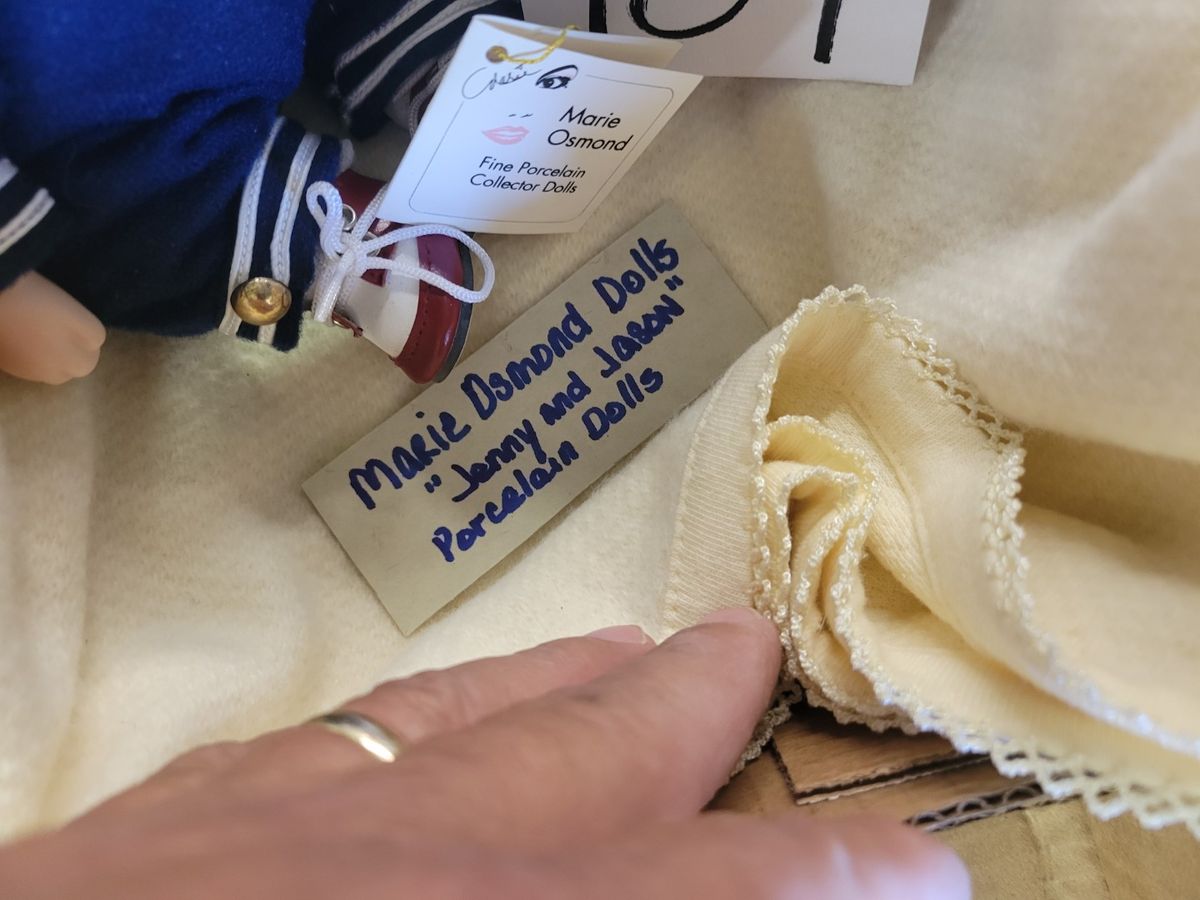 Marie
Osmond
Fine Porcelain
Collector Dolls
Marie Osmond Dolls
"Jenny and Jason"
Porcelain Dolls